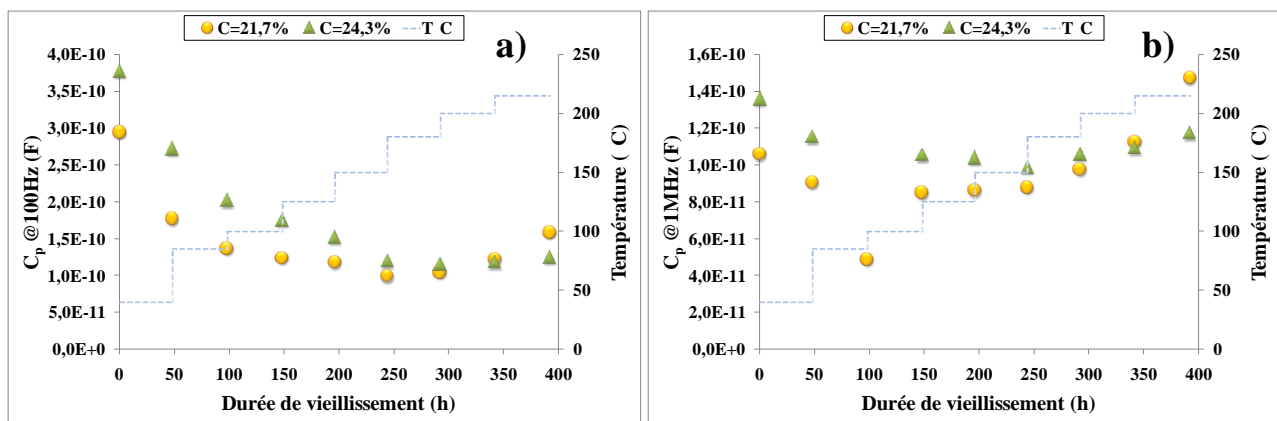 C=21,7% C=24,3% T C
a)
4,0E-10
3,5E-10
3,0E-10
2,5E-10
2,0E-10
1,5E-10
1,0E-10
5,0E-11
0,0E+0
Cp @100Hz (F)
250
200
150
100
50
0
Température ( C)
0 50 100 150 200 250 300 350 400
Durée de vieillissement (h)
C=21,7% C=24,3% T C
b)
1,6E-10
1,4E-10
1,2E-10
1,0E-10
8,0E-11
6,0E-11
4,0E-11
2,0E-11
0,0E+0
Cp @1MHz (F)
250
200
150
100
50
0
Température ( C)
0 50 100 150 200 250 300 350 400
Durée de vieillissement (h)